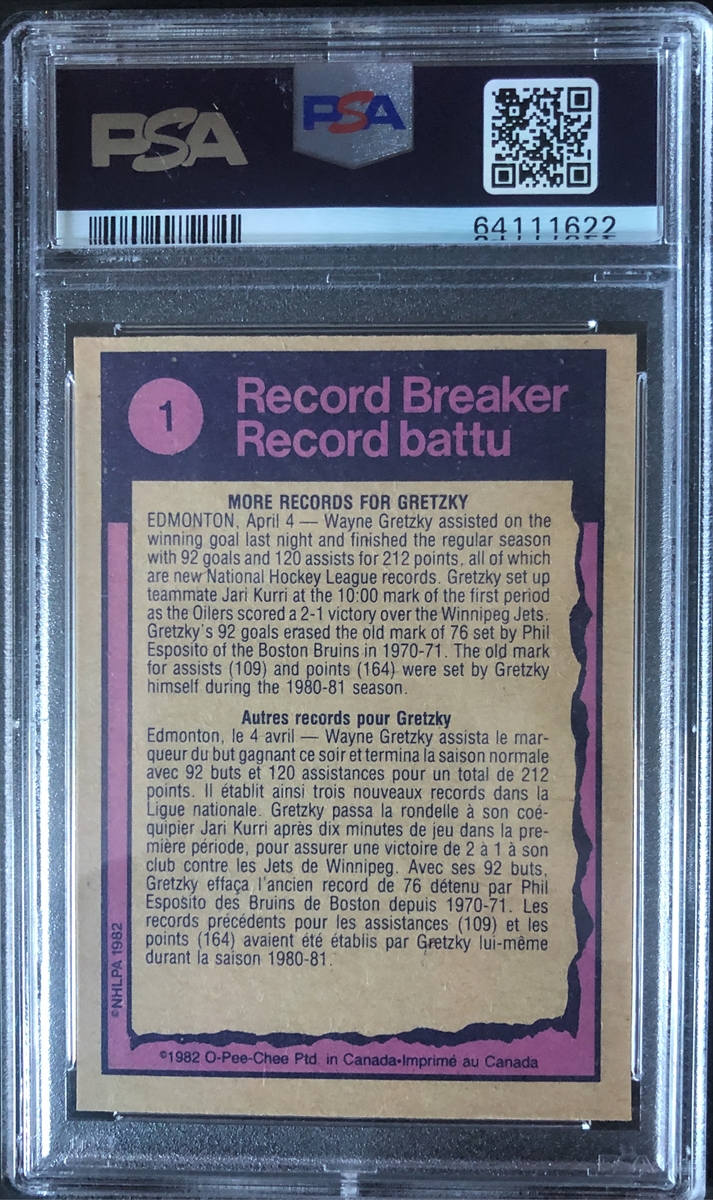 PSA
PSA
64111622
1
Record Breaker
Record battu
MORE RECORDS FOR GRETZKY
EDMONTON, April 4 — Wayne Gretzky assisted on the
winning goal last night and finished the regular season
with 92 goals and 120 assists for 212 points, all of which
are new National Hockey League records. Gretzky set up
teammate Jari Kurri at the 10:00 mark of the first period
as the Oilers scored a 2-1 victory over the Winnipeg Jets.
Gretzky's 92 goals erased the old mark of 76 set by Phil
Esposito of the Boston Bruins in 1970-71. The old mark
for assists (109) and points (164) were set by Gretzky
himself during the 1980-81 season.
Autres records pour Gretzky
Edmonton, le 4 avril — Wayne Gretzky assista le mar-
queur du but gagnant ce soir et termina la saison normale
avec 92 buts et 120 assistances pour un total de 212
points. Il établit ainsi trois nouveaux records dans la
Ligue nationale. Gretzky passa la rondelle à son coé-
quipier Jari Kurri après dix minutes de jeu dans la pre-
mière période, pour assurer une victoire de 2 à 1 à son
club contre les Jets de Winnipeg. Avec ses 92 buts,
Gretzky effaça l'ancien record de 76 détenu par Phil
Esposito des Bruins de Boston depuis 1970-71. Les
records précédents pour les assistances (109) et les
points (164) avaient été établis par Gretzky lui-même
durant la saison 1980-81.
©NHLPA 1982
©1982 O-Pee-Chee Ptd. in Canada•Imprimé au Canada